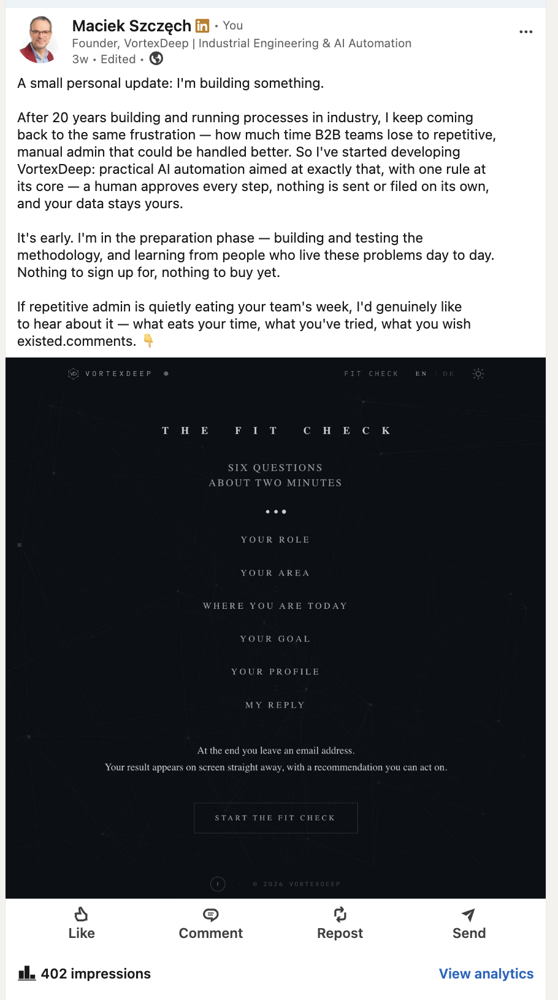 Maciek Szczęch in • You
Founder, VortexDeep | Industrial Engineering & AI Automation
3w • Edited •
A small personal update: I'm building something.
After 20 years building and running processes in industry, I keep coming
back to the same frustration — how much time B2B teams lose to repetitive,
manual admin that could be handled better. So I've started developing
VortexDeep: practical AI automation aimed at exactly that, with one rule at
its core — a human approves every step, nothing is sent or filed on its own,
and your data stays yours.
It's early. I'm in the preparation phase — building and testing the
methodology, and learning from people who live these problems day to day.
Nothing to sign up for, nothing to buy yet.
If repetitive admin is quietly eating your team's week, I'd genuinely like
to hear about it — what eats your time, what you've tried, what you wish
existed.comments. 👇
VD VORTEXDEEP FIT CHECK EN / DE
THE FIT CHECK
SIX QUESTIONS
ABOUT TWO MINUTES
YOUR ROLE
YOUR AREA
WHERE YOU ARE TODAY
YOUR GOAL
YOUR PROFILE
MY REPLY
At the end you leave an email address.
Your result appears on screen straight away, with a recommendation you can act on.
START THE FIT CHECK
f · © 2026 VORTEXDEEP
Like Comment Repost Send
402 impressions View analytics